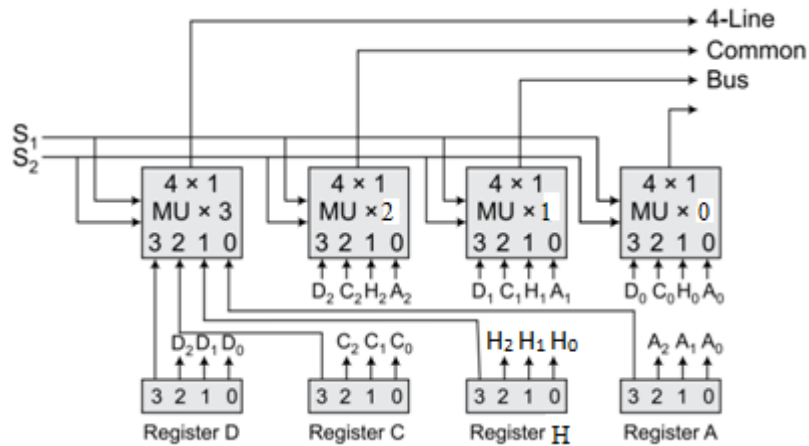 4-Line
Common
Bus
S1
S2
4 × 1
MU × 3
3 2 1 0
4 × 1
MU × 2
3 2 1 0
4 × 1
MU × 1
3 2 1 0
4 × 1
MU × 0
3 2 1 0
D2 C2 H2 A2
D1 C1 H1 A1
D0 C0 H0 A0
D2 D1 D0
C2 C1 C0
H2 H1 H0
A2 A1 A0
3 2 1 0
3 2 1 0
3 2 1 0
3 2 1 0
Register D
Register C
Register H
Register A